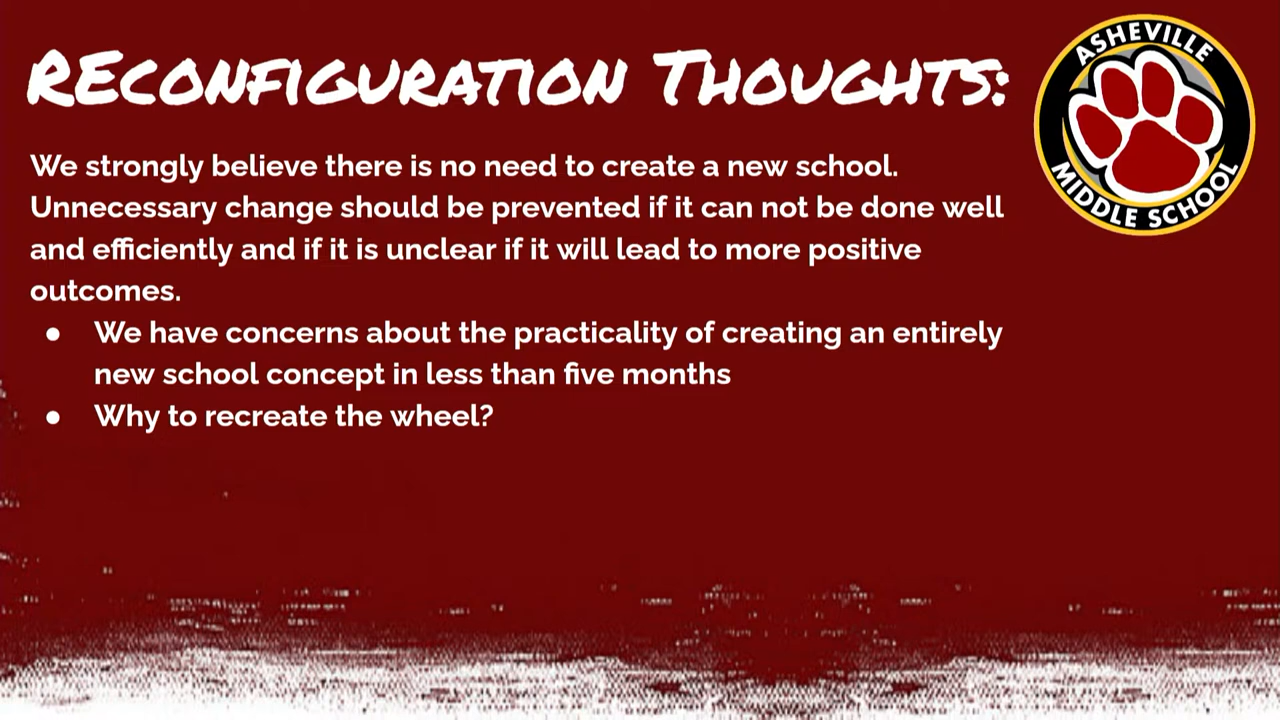 REconfiguration Thoughts:
ASHEVILLE
MIDDLE SCHOOL
We strongly believe there is no need to create a new school.
Unnecessary change should be prevented if it can not be done well
and efficiently and if it is unclear if it will lead to more positive
outcomes.
● We have concerns about the practicality of creating an entirely
new school concept in less than five months
● Why to recreate the wheel?